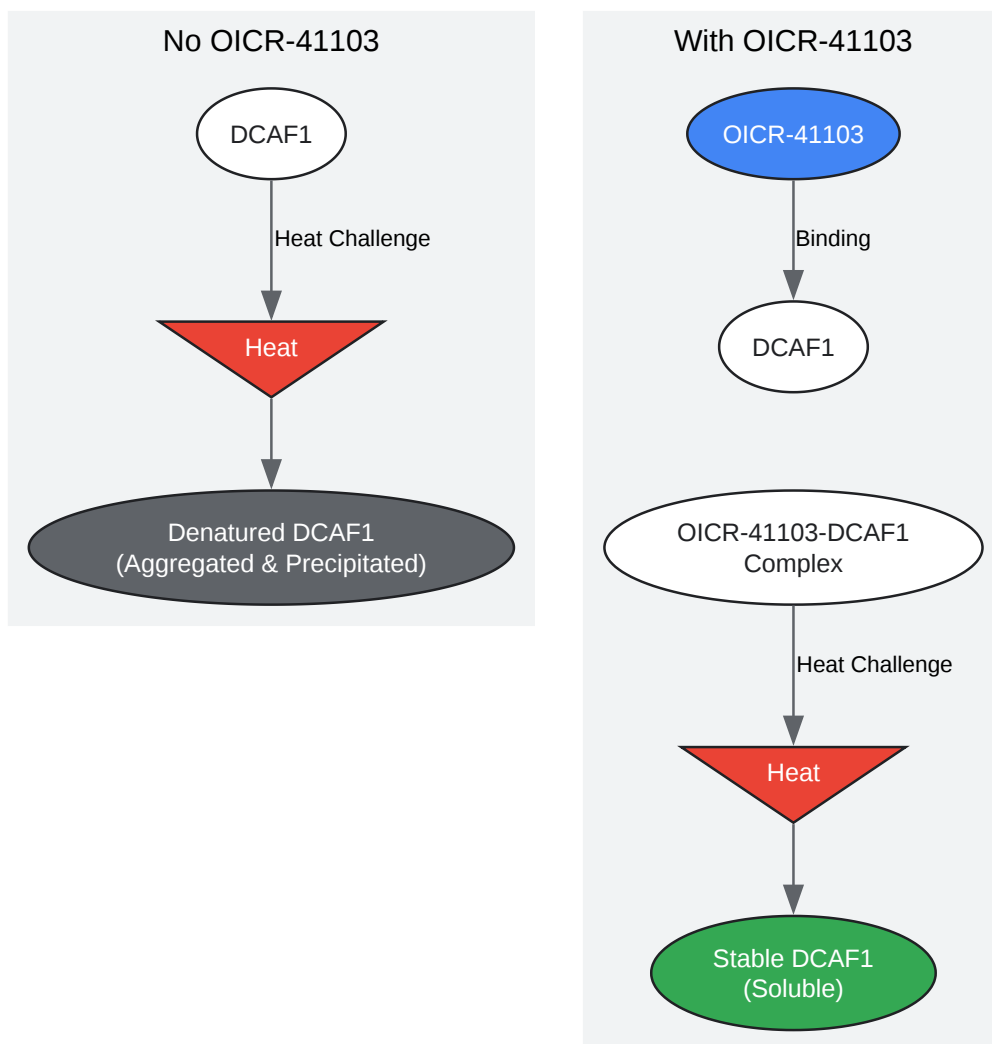 No OICR-41103
DCAF1
Heat Challenge
Heat
Denatured DCAF1
(Aggregated & Precipitated)
With OICR-41103
OICR-41103
Binding
DCAF1
OICR-41103-DCAF1
Complex
Heat Challenge
Heat
Stable DCAF1
(Soluble)